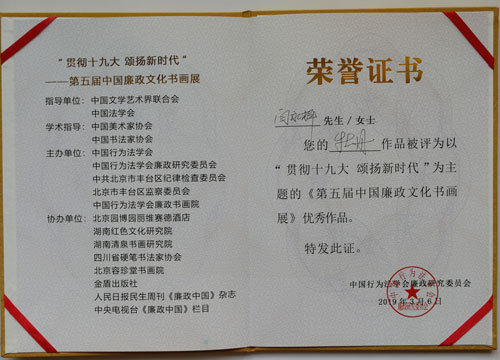 “贯彻十九大 颂扬新时代”
——第五届中国廉政文化书画展
指导单位：中国文学艺术界联合会
中国法学会
学术指导：中国美术家协会
中国书法家协会
主办单位：中国行为法学会
中国行为法学会廉政研究委员会
中共北京市丰台区纪律检查委员会
北京市丰台区监察委员会
中国行为法学会廉政书画院
协办单位：北京园博园丽维赛德酒店
湖南红色文化研究院
湖南清泉书画研究院
四川省硬笔书法家协会
北京容珍堂书画院
金盾出版社
人民日报民生周刊《廉政中国》杂志
中央电视台《廉政中国》栏目
荣誉证书
先生/女士
您的 作品被评为以
“贯彻十九大 颂扬新时代”为主
题的《第五届中国廉政文化书画
展》优秀作品。
特发此证。
中国行为法学会廉政研究委员会
2019年3月6日